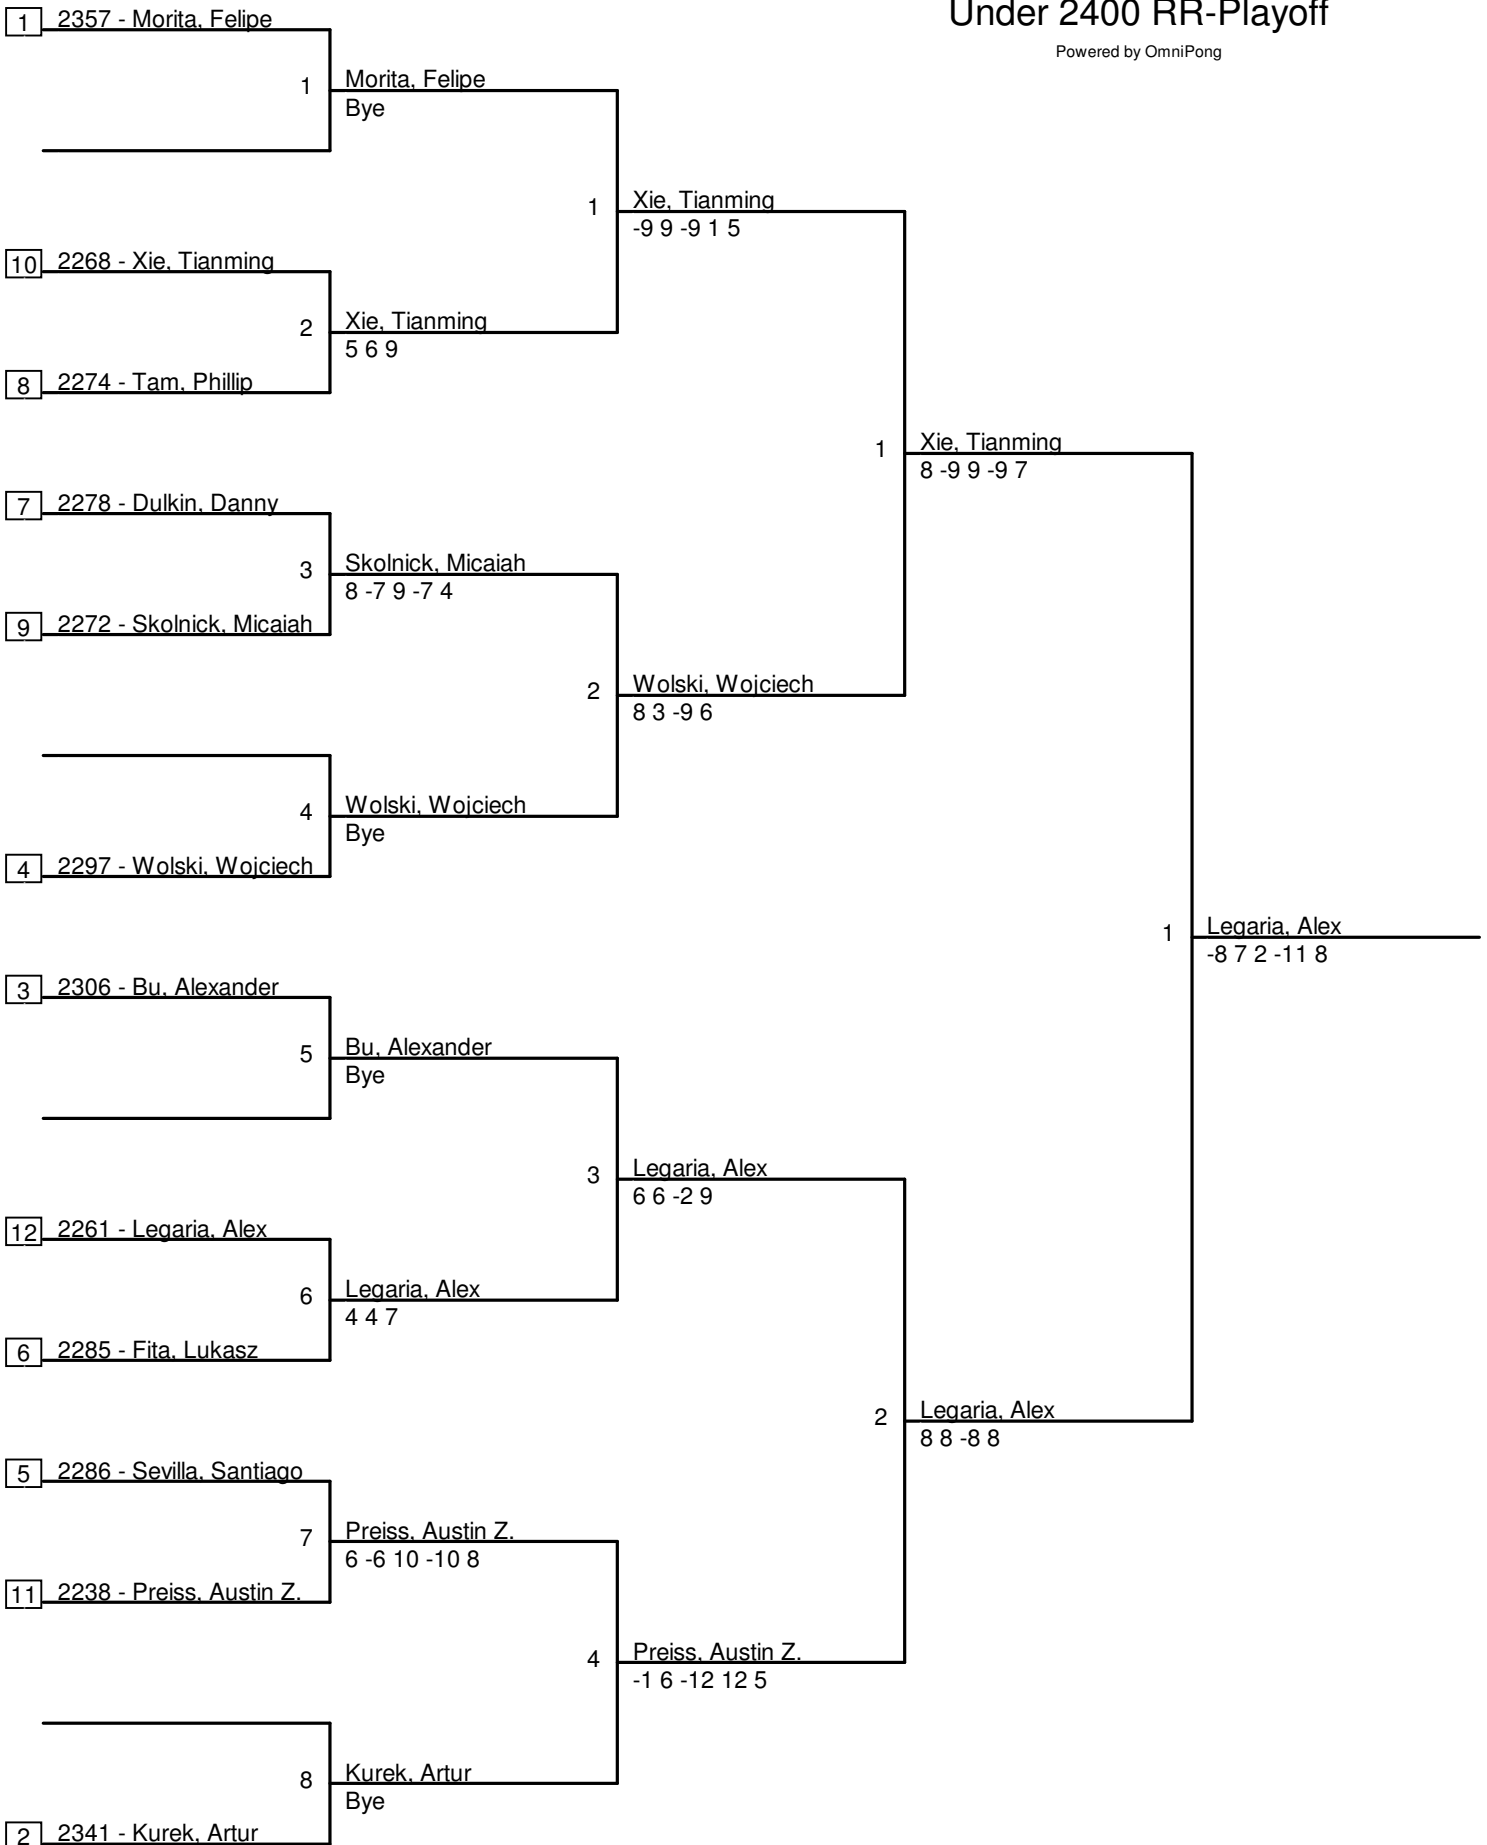 Under 2400 RR-Playoff
Powered by OmniPong
1 2357 - Morita, Felipe
1 Morita, Felipe
Bye
1 Xie, Tianming
-9 9 -9 1 5
10 2268 - Xie, Tianming
2 Xie, Tianming
5 6 9
8 2274 - Tam, Phillip
1 Xie, Tianming
8 -9 9 -9 7
7 2278 - Dulkin, Danny
3 Skolnick, Micaiah
8 -7 9 -7 4
9 2272 - Skolnick, Micaiah
2 Wolski, Wojciech
8 3 -9 6
4 Wolski, Wojciech
Bye
4 2297 - Wolski, Wojciech
1 Legaria, Alex
-8 7 2 -11 8
3 2306 - Bu, Alexander
5 Bu, Alexander
Bye
3 Legaria, Alex
6 6 -2 9
12 2261 - Legaria, Alex
6 Legaria, Alex
4 4 7
6 2285 - Fita, Lukasz
2 Legaria, Alex
8 8 -8 8
5 2286 - Sevilla, Santiago
7 Preiss, Austin Z.
6 -6 10 -10 8
11 2238 - Preiss, Austin Z.
4 Preiss, Austin Z.
-1 6 -12 12 5
8 Kurek, Artur
Bye
2 2341 - Kurek, Artur